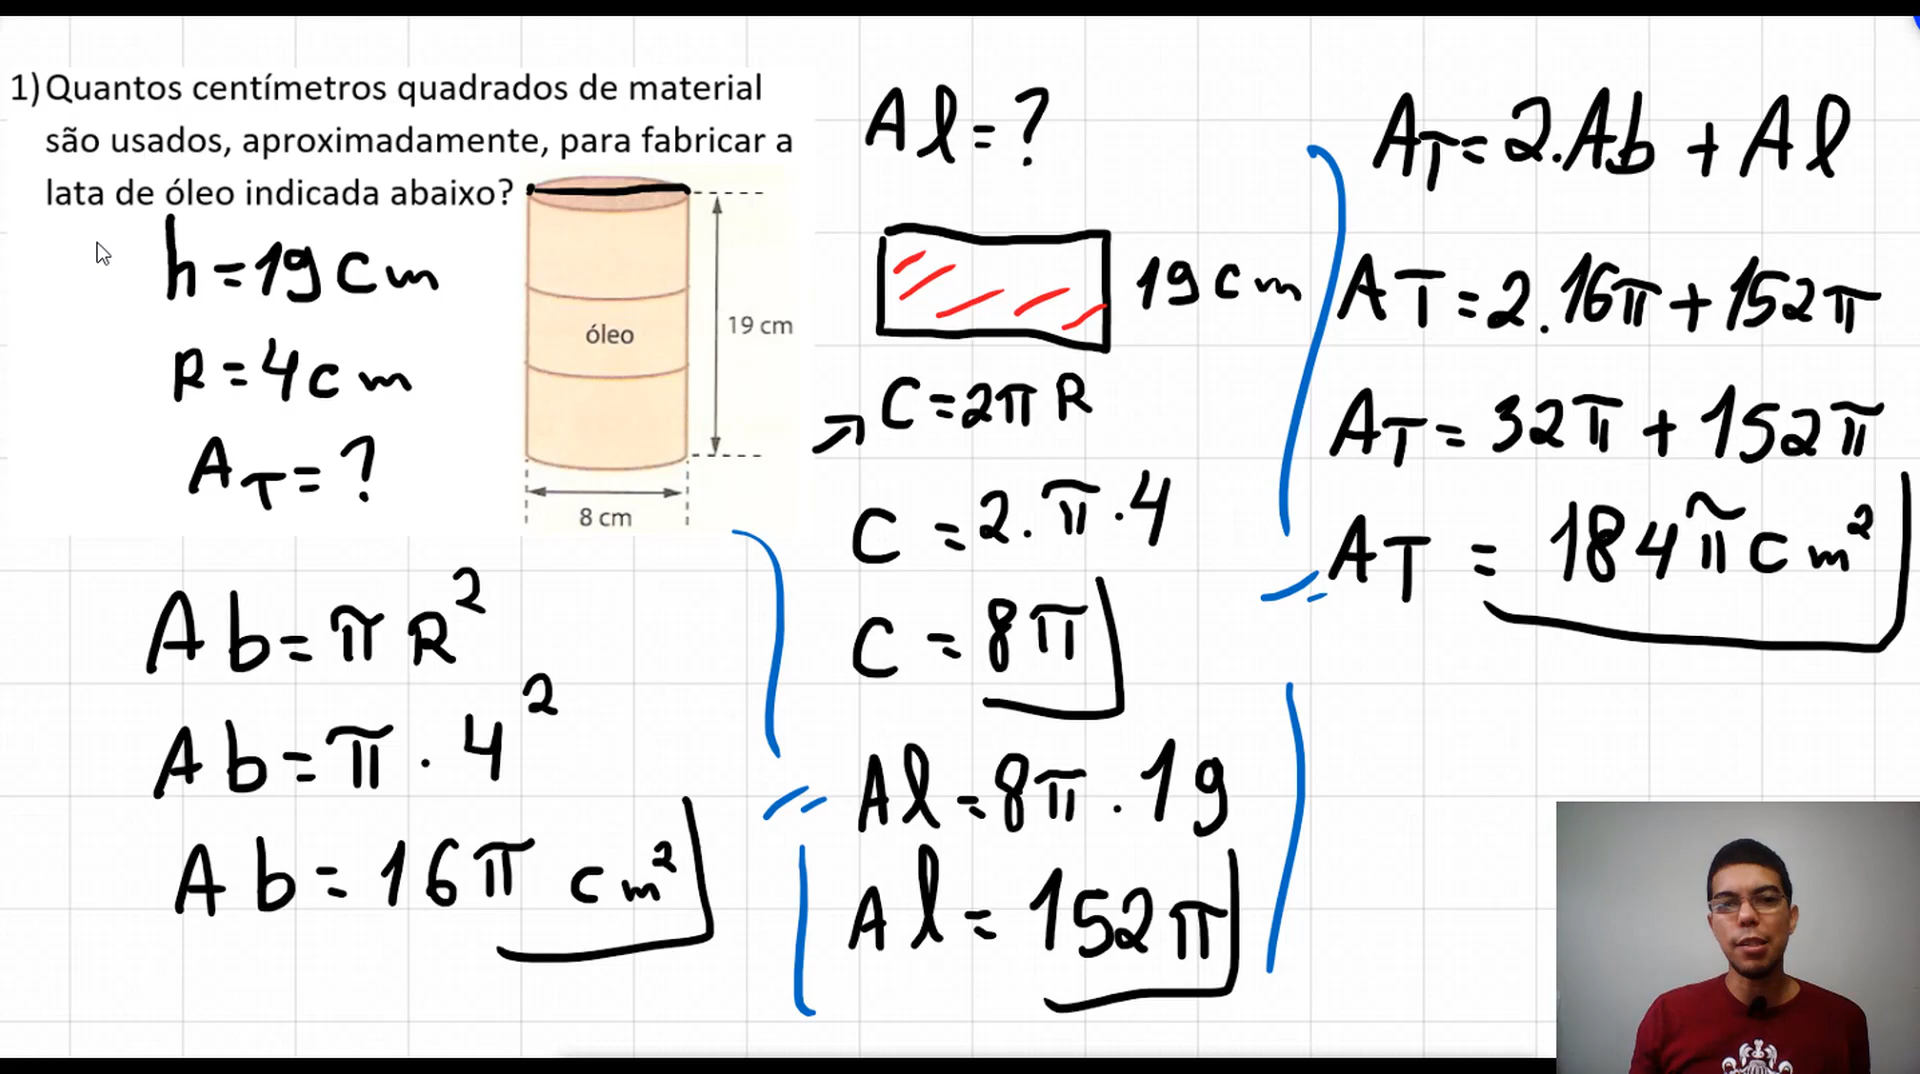 1) Quantos centímetros quadrados de material
são usados, aproximadamente, para fabricar a
lata de óleo indicada abaixo?
óleo
19 cm
8 cm
h = 19 cm
R = 4 cm
AT = ?
Ab = π R²
Ab = π . 4²
Ab = 16π cm²
Al = ?
19 cm
C = 2π R
C = 2 . π . 4
C = 8π
Al = 8π . 19
Al = 152π
AT = 2.Ab + Al
AT = 2.16π + 152π
AT = 32π + 152π
AT = 184π cm²